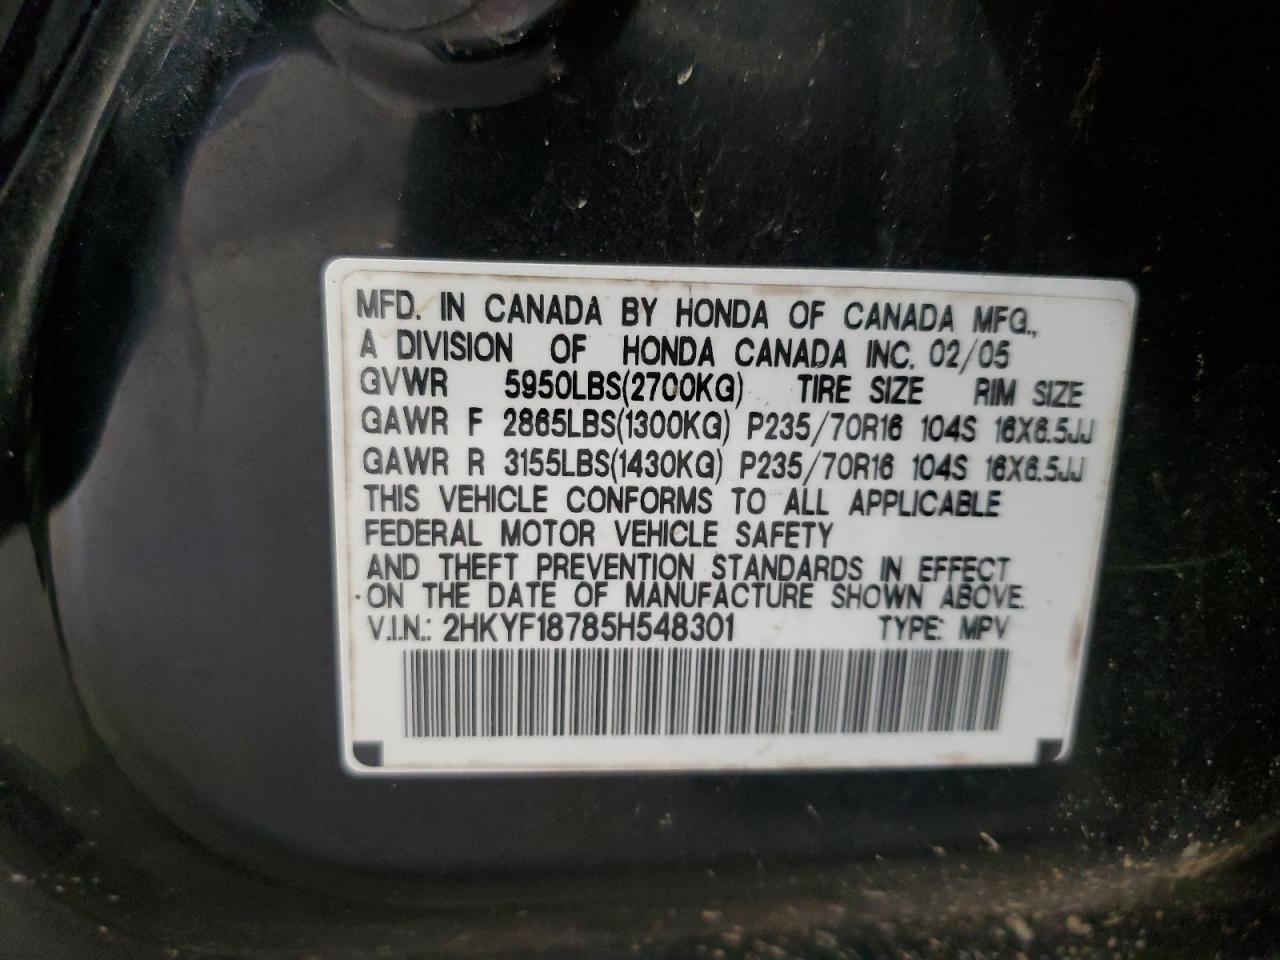 MFD. IN CANADA BY HONDA OF CANADA MFG.,
A DIVISION OF HONDA CANADA INC. 02/05
GVWR 5950LBS(2700KG) TIRE SIZE RIM SIZE
GAWR F 2865LBS(1300KG) P235/70R16 104S 16X6.5JJ
GAWR R 3155LBS(1430KG) P235/70R16 104S 16X6.5JJ
THIS VEHICLE CONFORMS TO ALL APPLICABLE
FEDERAL MOTOR VEHICLE SAFETY
AND THEFT PREVENTION STANDARDS IN EFFECT
ON THE DATE OF MANUFACTURE SHOWN ABOVE.
V.I.N.: 2HKYF18785H548301 TYPE: MPV